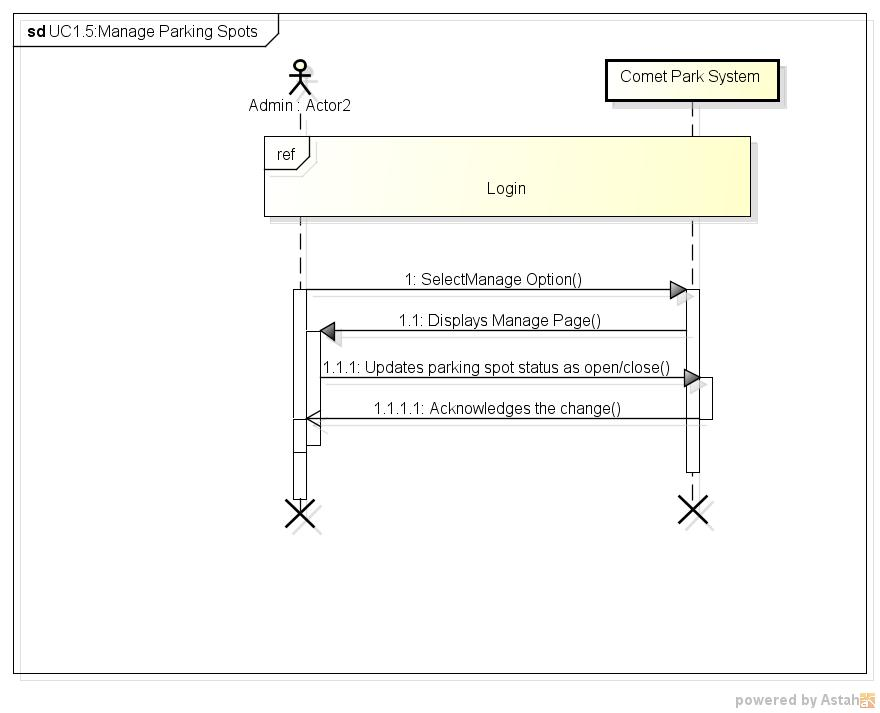 sd UC1.5:Manage Parking Spots
Admin : Actor2
Comet Park System
ref
Login
1: SelectManage Option()
1.1: Displays Manage Page()
1.1.1: Updates parking spot status as open/close()
1.1.1.1: Acknowledges the change()
powered by Astah